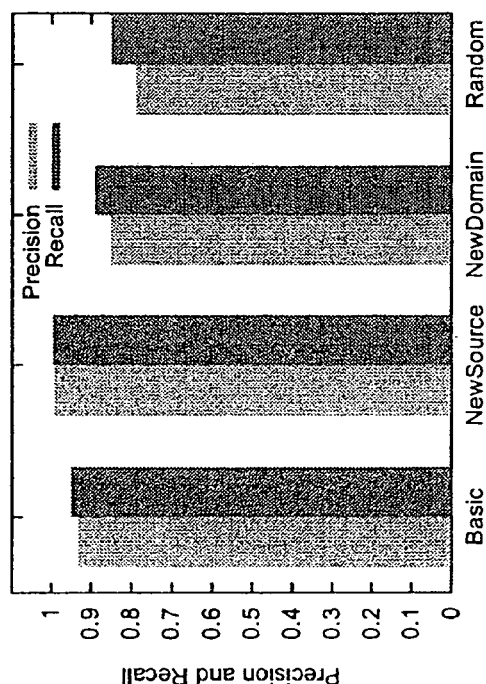 Precision
Recall
1
0.9
0.8
0.7
0.6
0.5
0.4
0.3
0.2
0.1
0
Precision and Recall
Basic
NewSource
NewDomain
Random